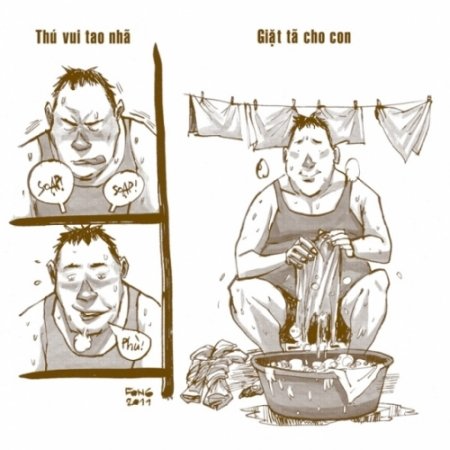 Thú vui tao nhã
Giặt tã cho con
SOẠP!
SOẠP!
Phù!
FONG
2011